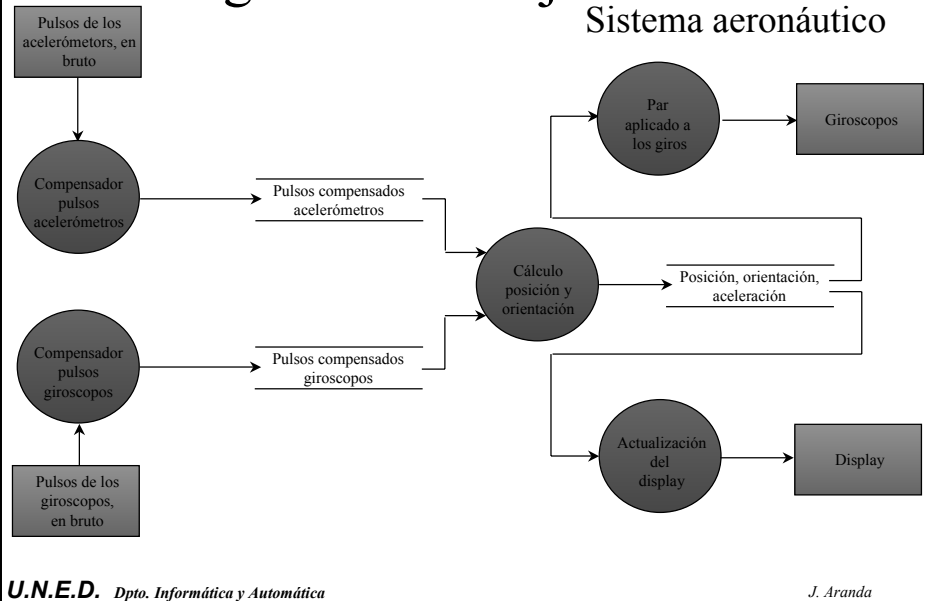 Sistema aeronáutico
Pulsos de los
acelerómetors, en
bruto
Compensador
pulsos
acelerómetros
Pulsos compensados
acelerómetros
Compensador
pulsos
giroscopos
Pulsos compensados
giroscopos
Pulsos de los
giroscopos,
en bruto
Cálculo
posición y
orientación
Posición, orientación,
aceleración
Par
aplicado a
los giros
Giroscopos
Actualización
del
display
Display
U.N.E.D. Dpto. Informática y Automática
J. Aranda